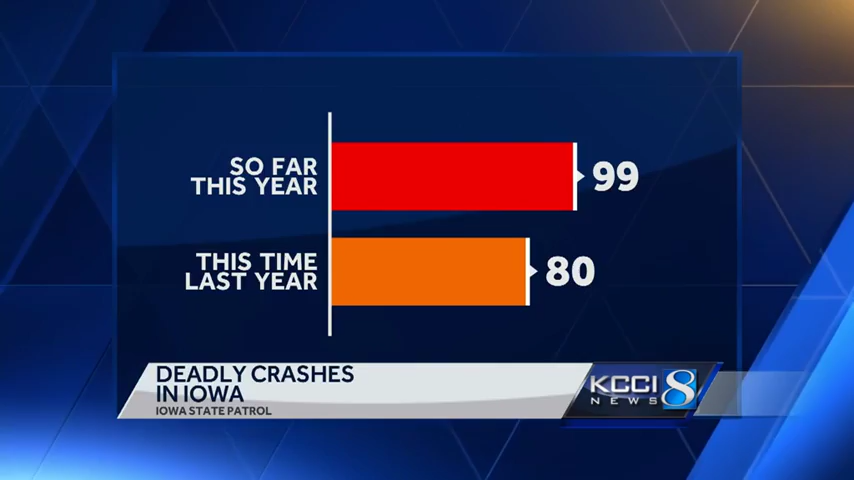 SO FAR
THIS YEAR
99
THIS TIME
LAST YEAR
80
DEADLY CRASHES
IN IOWA
IOWA STATE PATROL
KCCI 8
NEWS